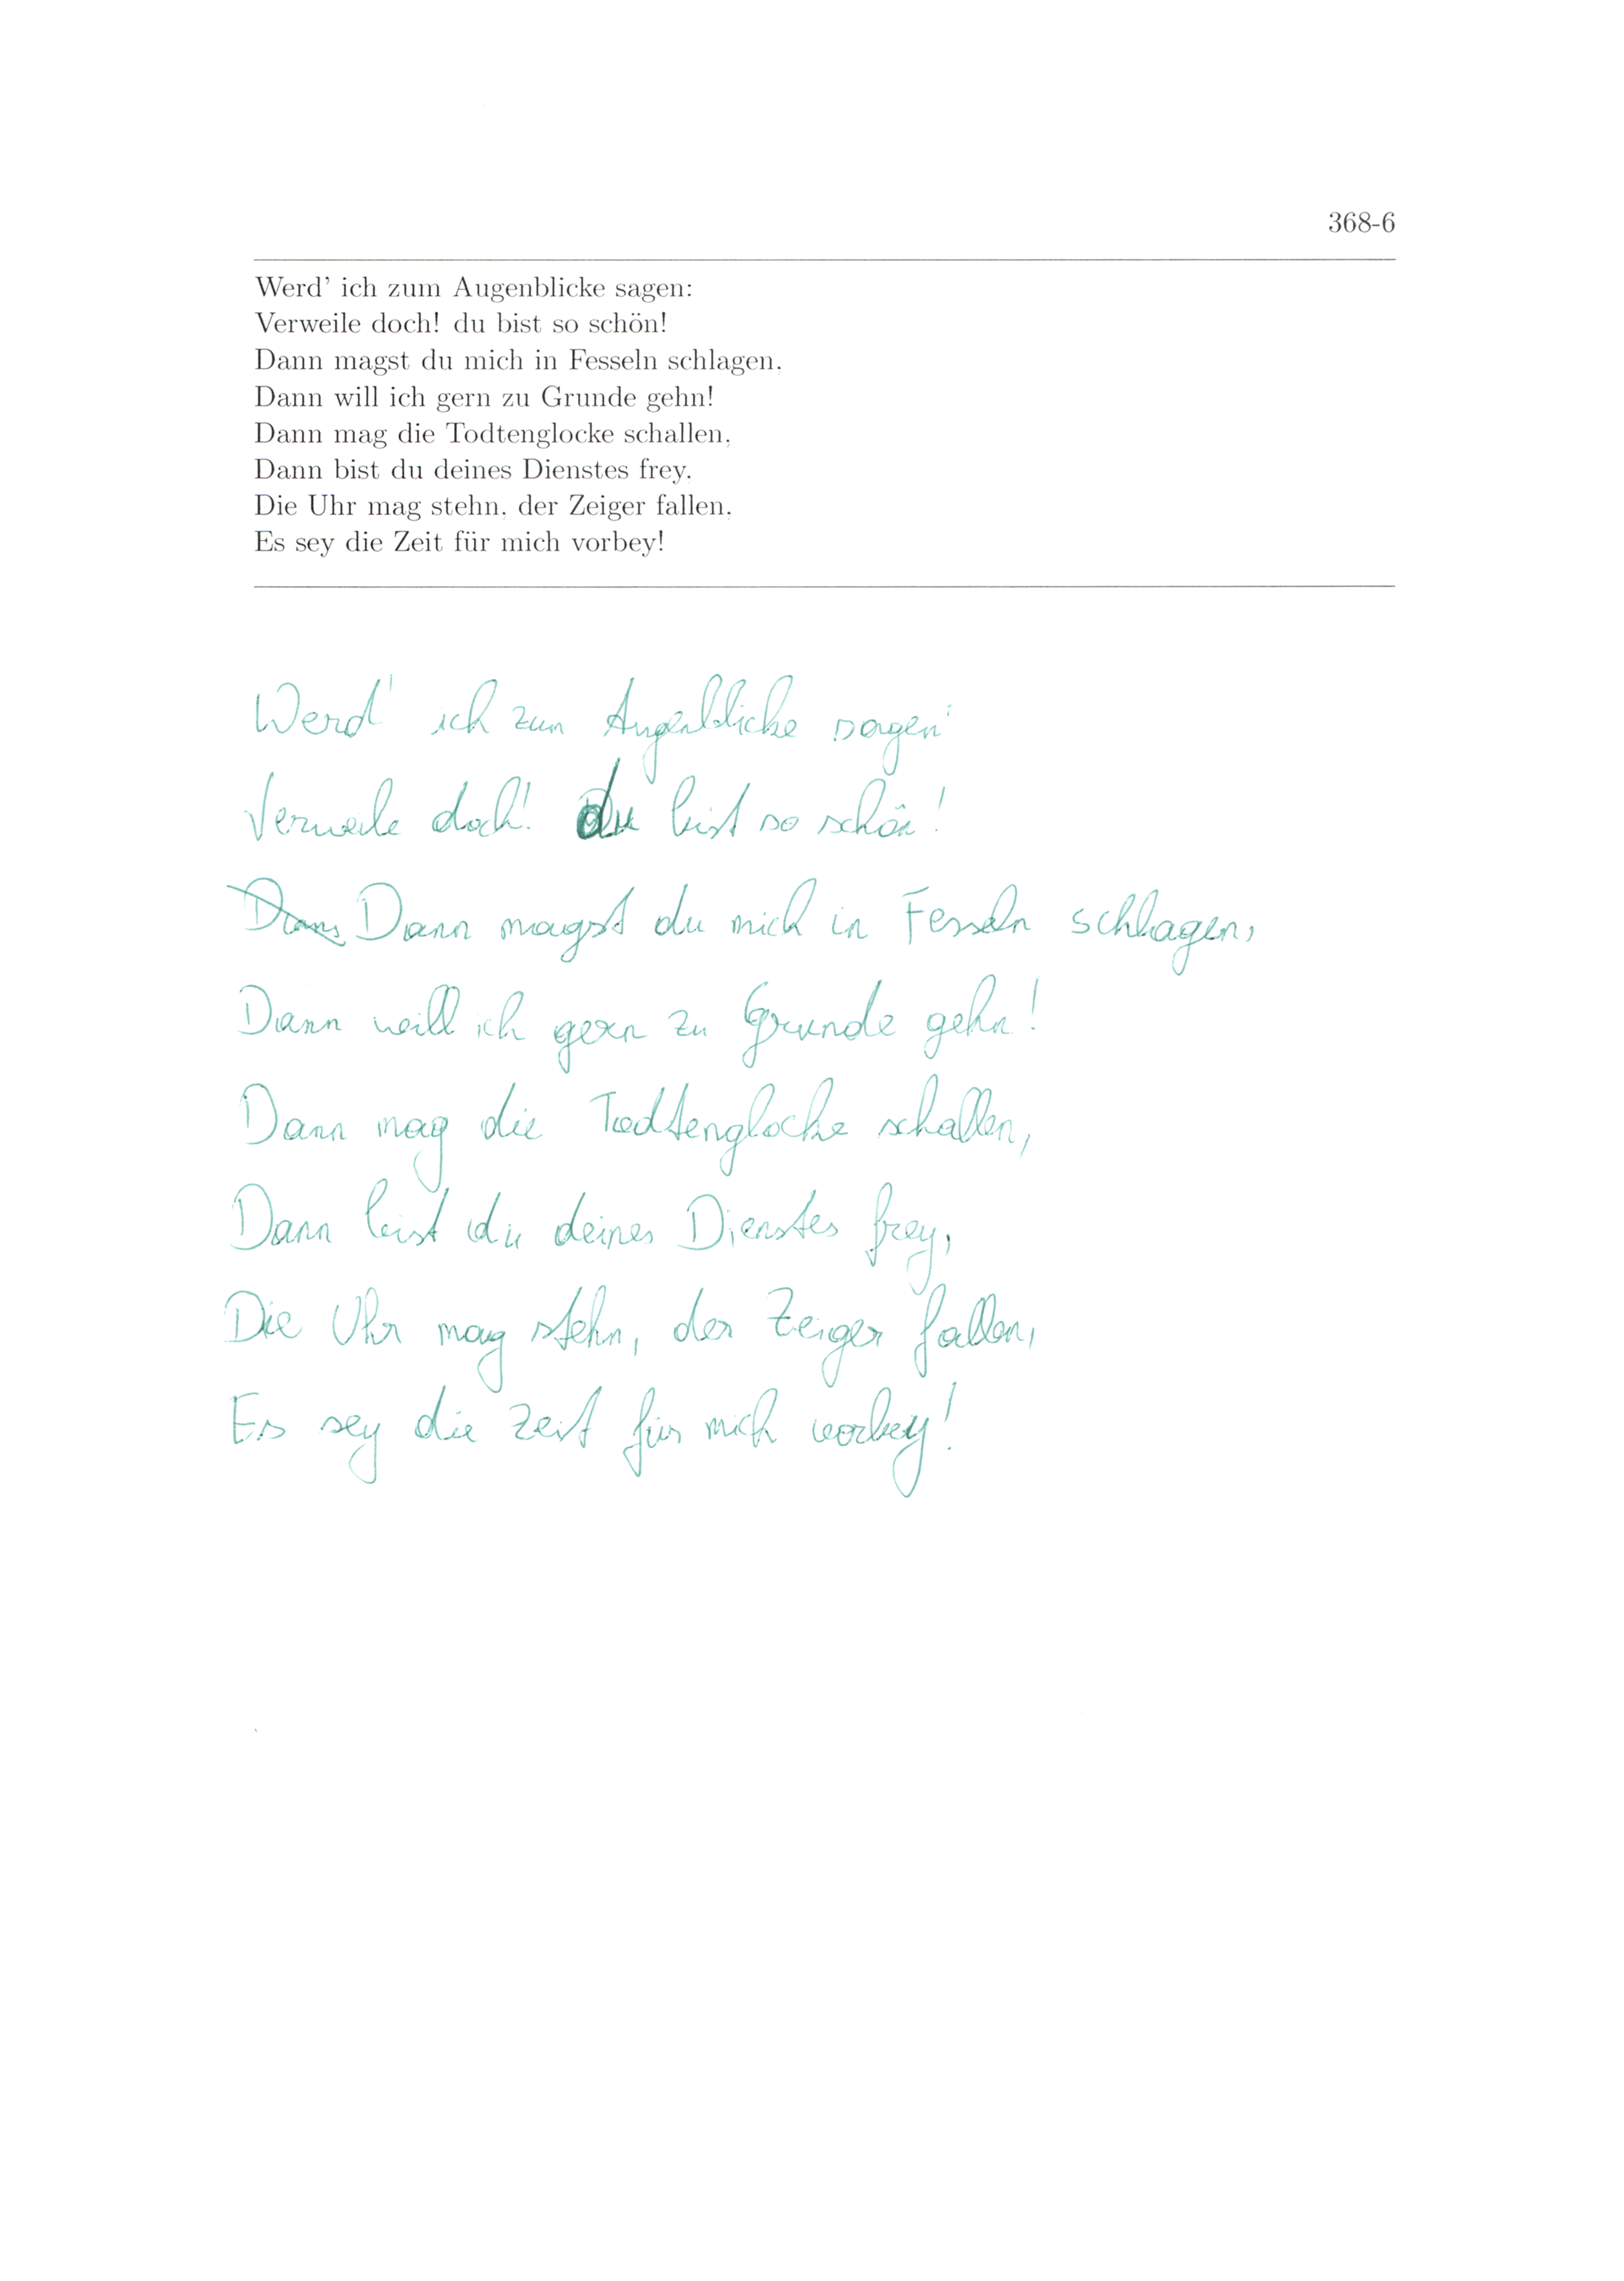 368-6
Werd' ich zum Augenblicke sagen:
Verweile doch! du bist so schön!
Dann magst du mich in Fesseln schlagen,
Dann will ich gern zu Grunde gehn!
Dann mag die Todtenglocke schallen,
Dann bist du deines Dienstes frey,
Die Uhr mag stehn, der Zeiger fallen,
Es sey die Zeit für mich vorbey!
Werd' ich zum Augenblicke sagen:
Verweile doch! du bist so schön!
Dann magst du mich in Fesseln schlagen,
Dann will ich gern zu Grunde gehn!
Dann mag die Todtenglocke schallen,
Dann bist du deines Dienstes frey,
Die Uhr mag stehn, der Zeiger fallen,
Es sey die Zeit für mich vorbey!